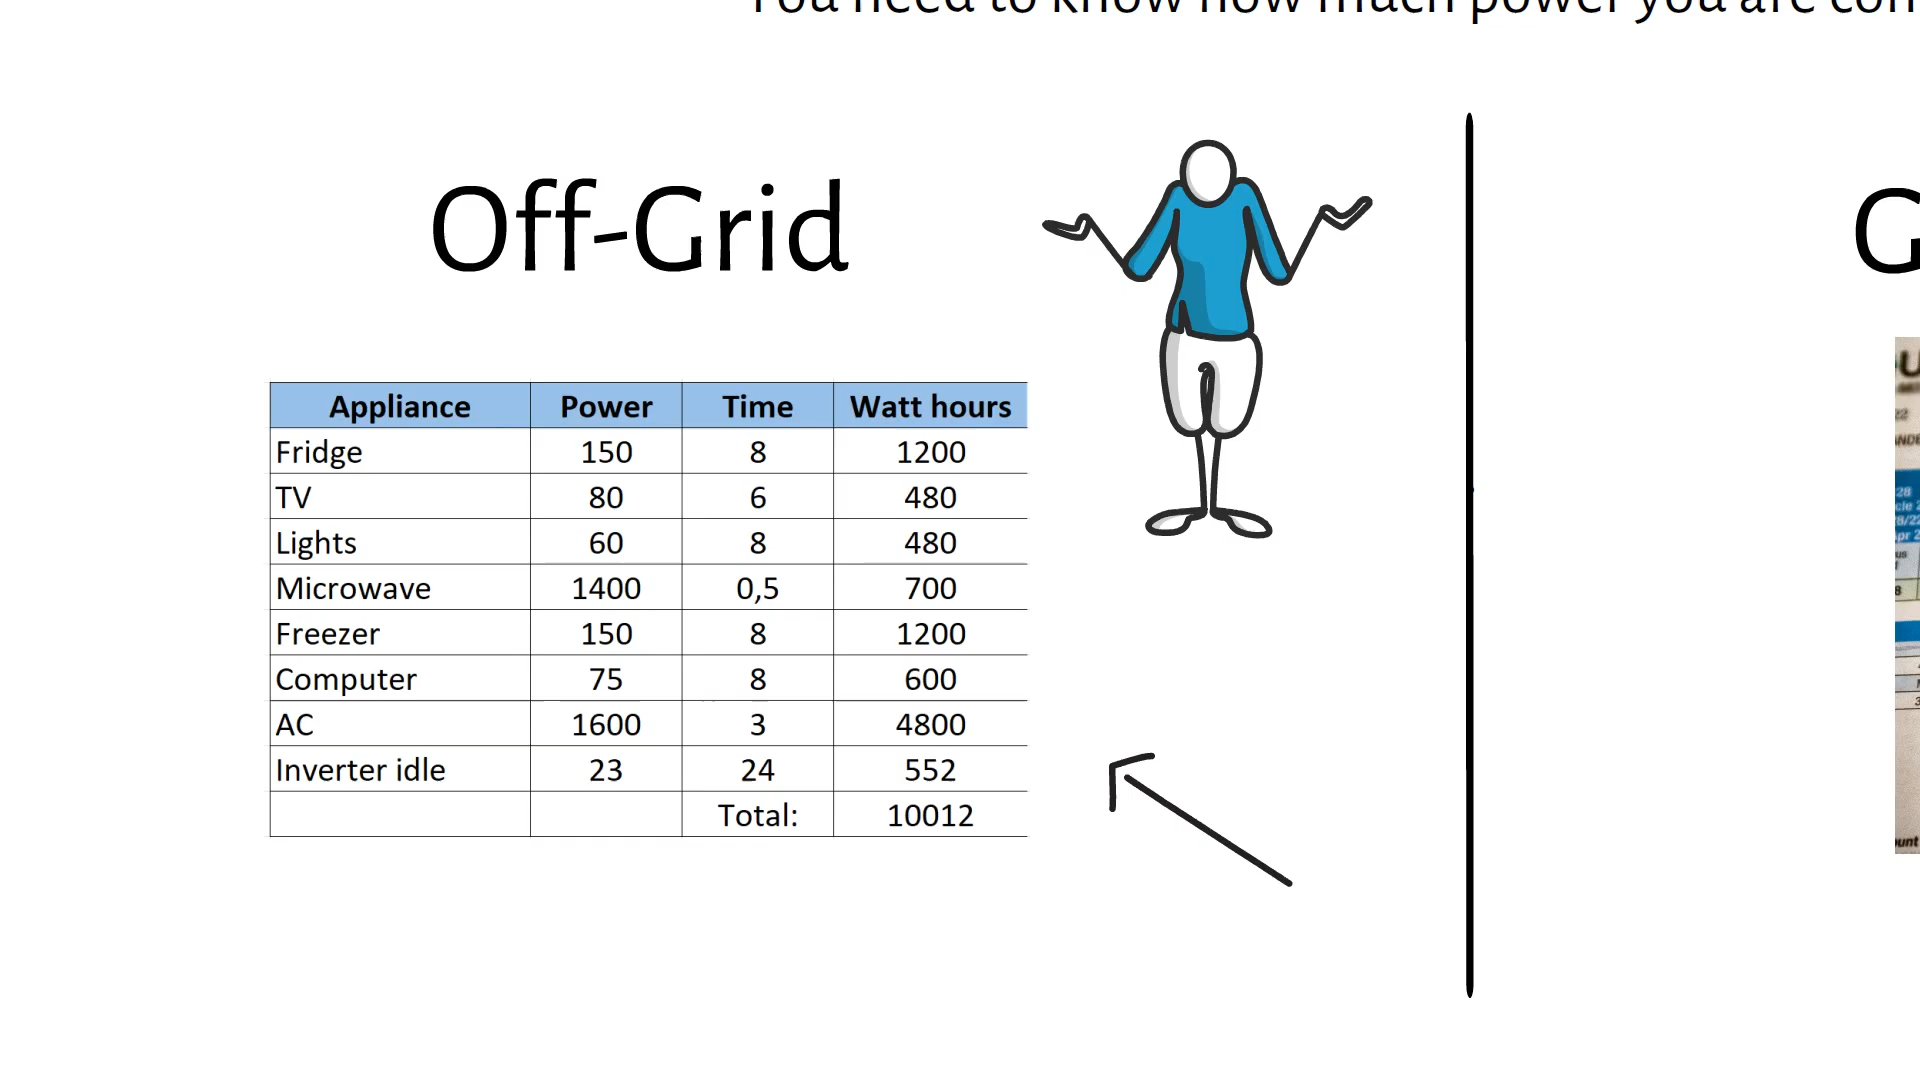 You need to know how much power you are
Off-Grid
G
Appliance Power Time Watt hours
Fridge 150 8 1200
TV 80 6 480
Lights 60 8 480
Microwave 1400 0,5 700
Freezer 150 8 1200
Computer 75 8 600
AC 1600 3 4800
Inverter idle 23 24 552
Total: 10012